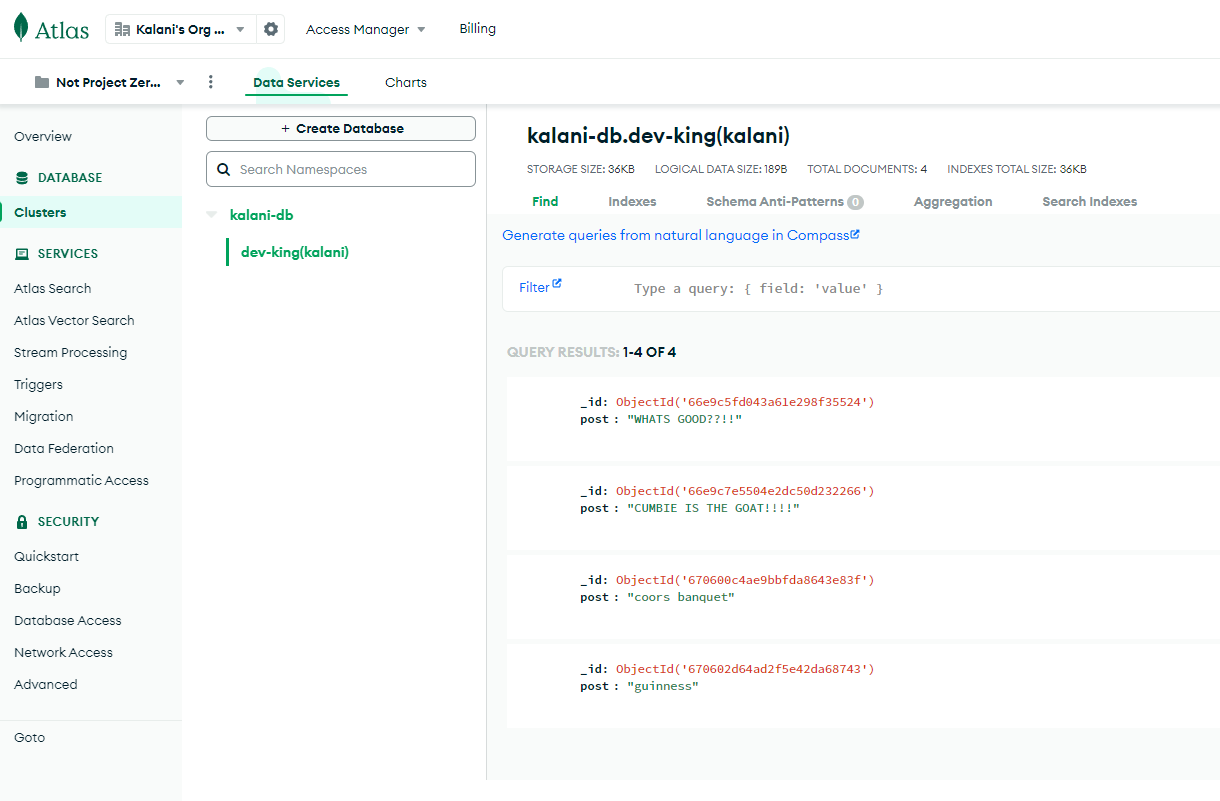 Atlas
Kalani's Org ...
Access Manager
Billing
Not Project Zer...
Data Services
Charts
Overview
DATABASE
Clusters
SERVICES
Atlas Search
Atlas Vector Search
Stream Processing
Triggers
Migration
Data Federation
Programmatic Access
SECURITY
Quickstart
Backup
Database Access
Network Access
Advanced
Goto
+ Create Database
Search Namespaces
kalani-db
dev-king(kalani)
kalani-db.dev-king(kalani)
STORAGE SIZE: 36KB LOGICAL DATA SIZE: 189B TOTAL DOCUMENTS: 4 INDEXES TOTAL SIZE: 36KB
Find Indexes Schema Anti-Patterns 0 Aggregation Search Indexes
Generate queries from natural language in Compass
Filter Type a query: { field: 'value' }
QUERY RESULTS: 1-4 OF 4
_id: ObjectId('66e9c5fd043a61e298f35524')
post : "WHATS GOOD??!!"
_id: ObjectId('66e9c7e5504e2dc50d232266')
post : "CUMBIE IS THE GOAT!!!!"
_id: ObjectId('670600c4ae9bbfda8643e83f')
post : "coors banquet"
_id: ObjectId('670602d64ad2f5e42da68743')
post : "guinness"